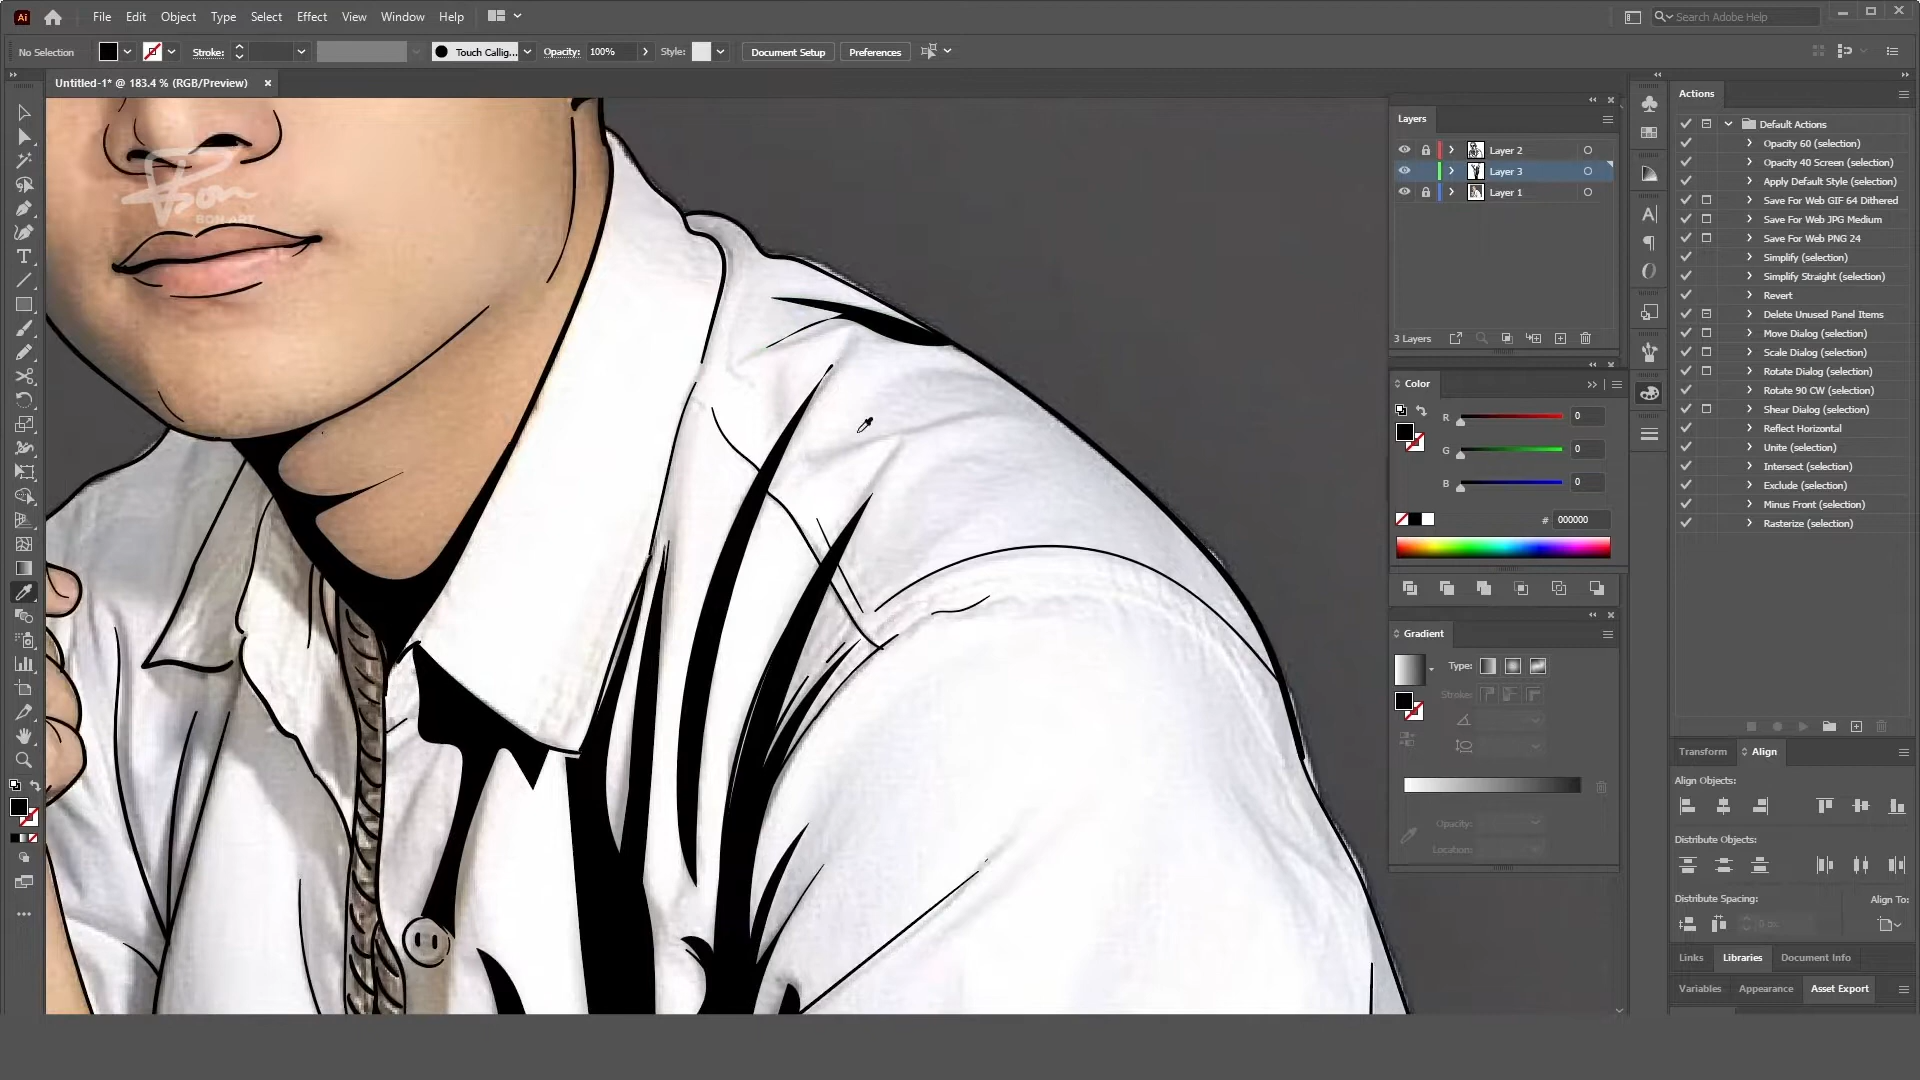 Ai File Edit Object Type Select Effect View Window Help Search Adobe Help
No Selection Stroke: Touch Callig... Opacity: 100% Style: Document Setup Preferences
Untitled-1* @ 183.4 % (RGB/Preview)
Bon
BON ART
Layers
Layer 2
Layer 3
Layer 1
3 Layers
Color
R 0
G 0
B 0
# 000000
Gradient
Type:
Stroke:
Opacity:
Location:
Actions
Default Actions
Opacity 60 (selection)
Opacity 40 Screen (selection)
Apply Default Style (selection)
Save For Web GIF 64 Dithered
Save For Web JPG Medium
Save For Web PNG 24
Simplify (selection)
Simplify Straight (selection)
Revert
Delete Unused Panel Items
Move Dialog (selection)
Scale Dialog (selection)
Rotate Dialog (selection)
Rotate 90 CW (selection)
Shear Dialog (selection)
Reflect Horizontal
Unite (selection)
Intersect (selection)
Exclude (selection)
Minus Front (selection)
Rasterize (selection)
Transform Align
Align Objects:
Distribute Objects:
Distribute Spacing: Align To:
0 px
Links Libraries Document Info
Variables Appearance Asset Export